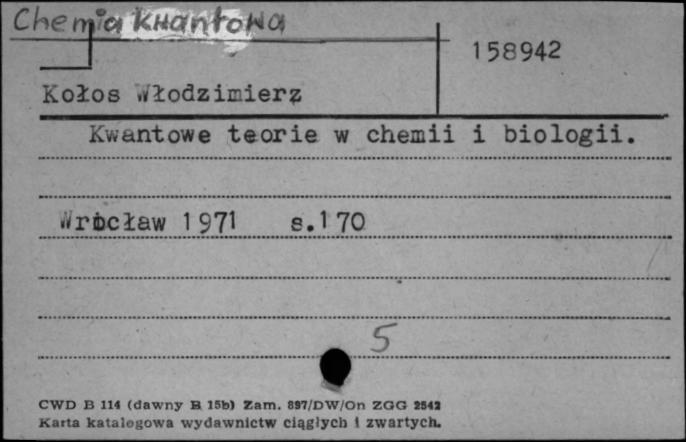 Chemia Kwantowa
158942
Kołos Włodzimierz
Kwantowe teorie w chemii i biologii.
Wrocław 1971 s.170
5
CWD B 114 (dawny B 15b) Zam. 897/DW/On ZGG 2542
Karta katalogowa wydawnictw ciągłych i zwartych.